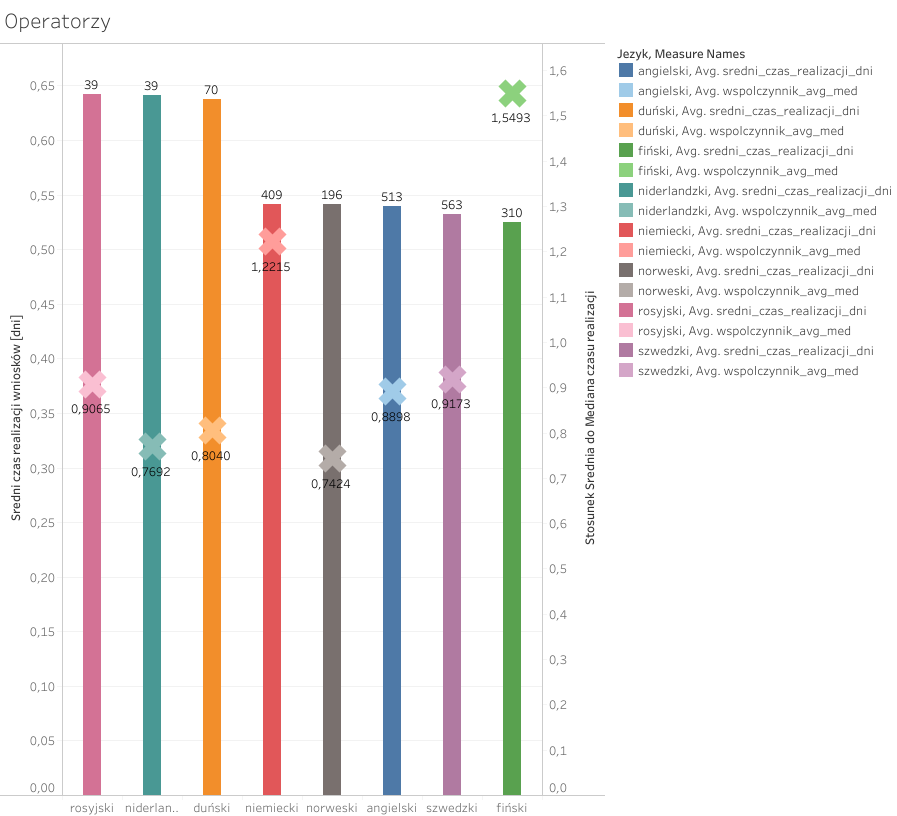 Operatorzy
Sredni czas realizacji wniosków [dni]
0,65
0,60
0,55
0,50
0,45
0,40
0,35
0,30
0,25
0,20
0,15
0,10
0,05
0,00
39
39
70
409
196
513
563
310
0,9065
0,7692
0,8040
1,2215
0,7424
0,8898
0,9173
1,5493
rosyjski
niderlan..
duński
niemiecki
norweski
angielski
szwedzki
fiński
1,6
1,5
1,4
1,3
1,2
1,1
1,0
0,9
0,8
0,7
0,6
0,5
0,4
0,3
0,2
0,1
0,0
Stosunek Srednia do Mediana czasu realizacji
Jezyk, Measure Names
angielski, Avg. sredni_czas_realizacji_dni
angielski, Avg. wspolczynnik_avg_med
duński, Avg. sredni_czas_realizacji_dni
duński, Avg. wspolczynnik_avg_med
fiński, Avg. sredni_czas_realizacji_dni
fiński, Avg. wspolczynnik_avg_med
niderlandzki, Avg. sredni_czas_realizacji_dni
niderlandzki, Avg. wspolczynnik_avg_med
niemiecki, Avg. sredni_czas_realizacji_dni
niemiecki, Avg. wspolczynnik_avg_med
norweski, Avg. sredni_czas_realizacji_dni
norweski, Avg. wspolczynnik_avg_med
rosyjski, Avg. sredni_czas_realizacji_dni
rosyjski, Avg. wspolczynnik_avg_med
szwedzki, Avg. sredni_czas_realizacji_dni
szwedzki, Avg. wspolczynnik_avg_med